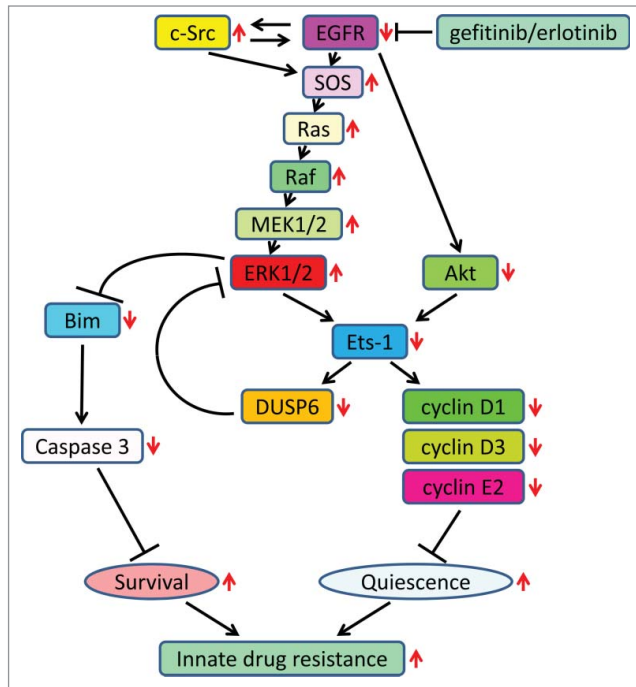 c-Src
EGFR
gefitinib/erlotinib
SOS
Ras
Raf
MEK1/2
ERK1/2
Akt
Bim
Ets-1
DUSP6
cyclin D1
Caspase 3
cyclin D3
cyclin E2
Survival
Quiescence
Innate drug resistance